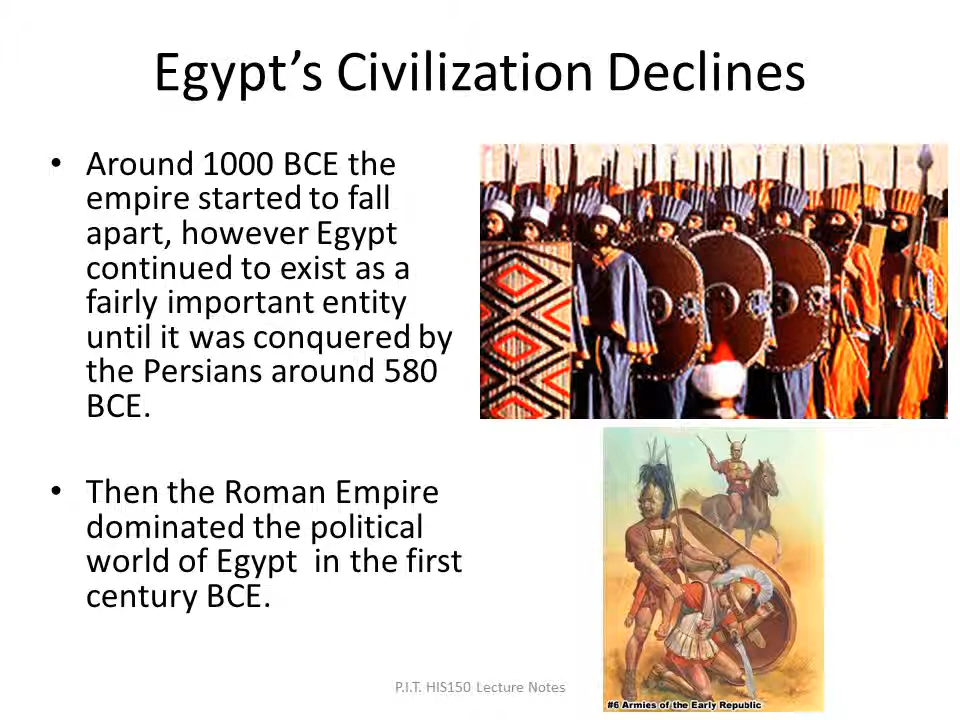 Egypt’s Civilization Declines
• Around 1000 BCE the
empire started to fall
apart, however Egypt
continued to exist as a
fairly important entity
until it was conquered by
the Persians around 580
BCE.
• Then the Roman Empire
dominated the political
world of Egypt  in the first
century BCE.
#6 Armies of the Early Republic
P.I.T. HIS150 Lecture Notes